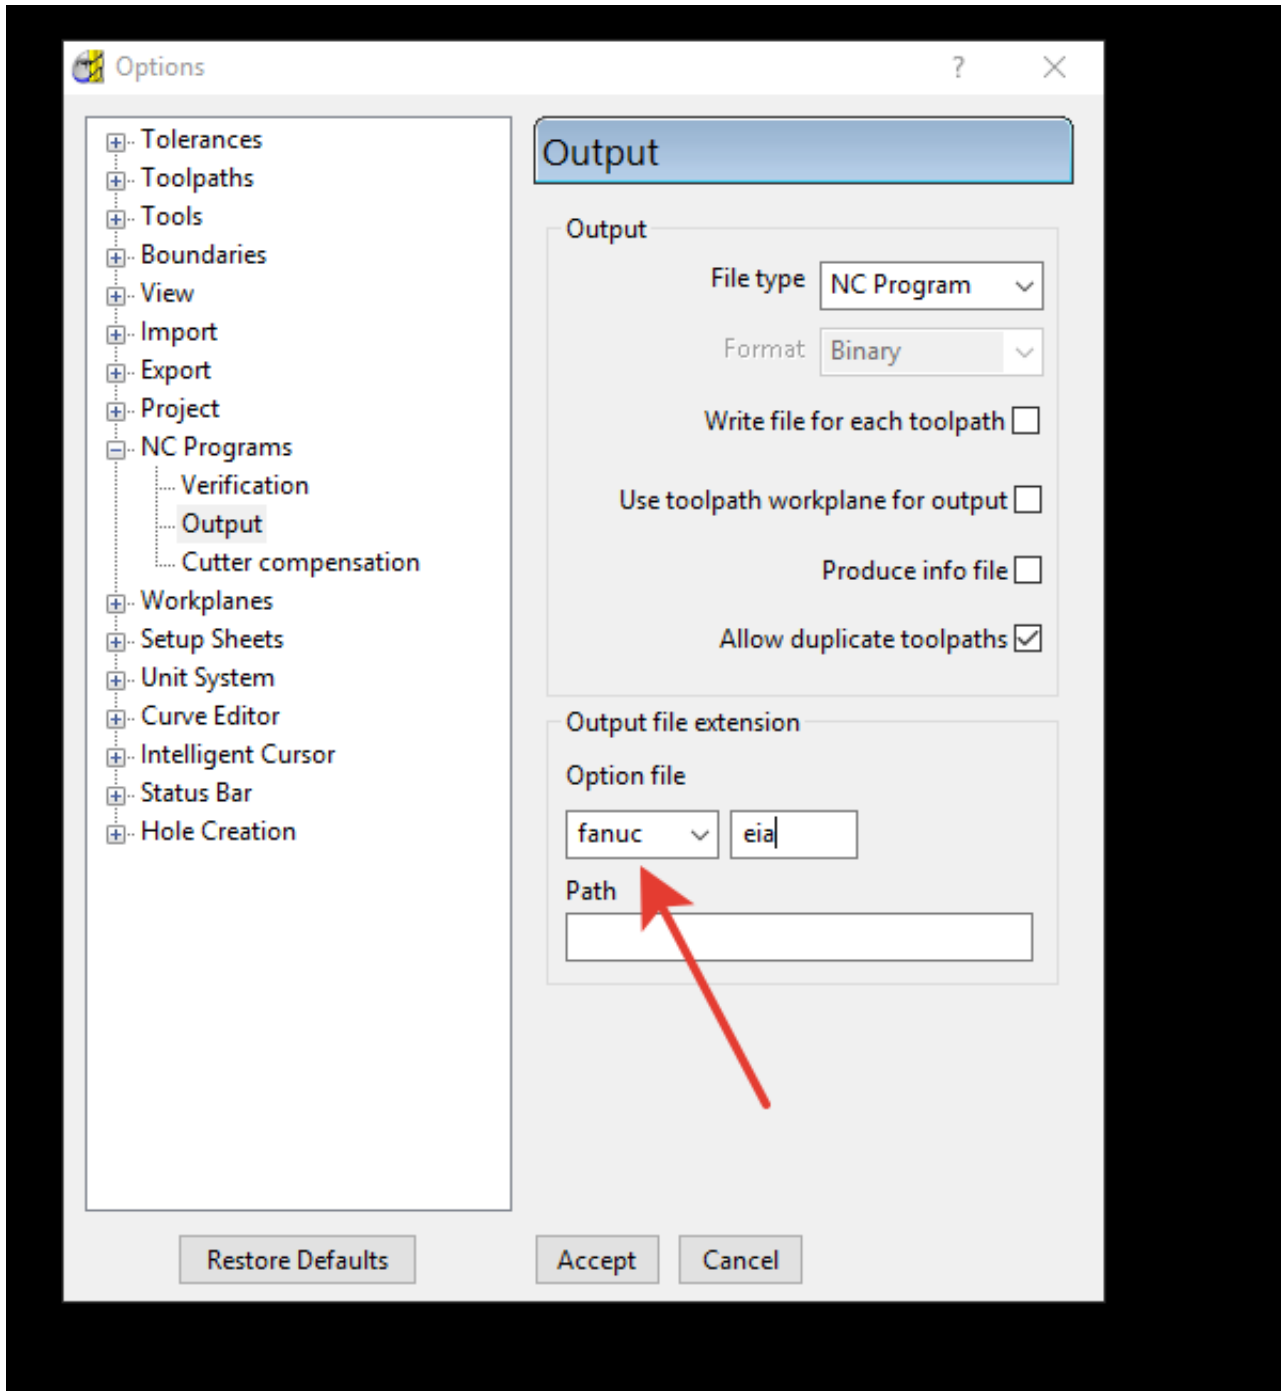 Options
?
Tolerances
Toolpaths
Tools
Boundaries
View
Import
Export
Project
NC Programs
Verification
Output
Cutter compensation
Workplanes
Setup Sheets
Unit System
Curve Editor
Intelligent Cursor
Status Bar
Hole Creation
Output
Output
File type NC Program
Format Binary
Write file for each toolpath
Use toolpath workplane for output
Produce info file
Allow duplicate toolpaths
Output file extension
Option file
fanuc eia
Path
Restore Defaults Accept Cancel